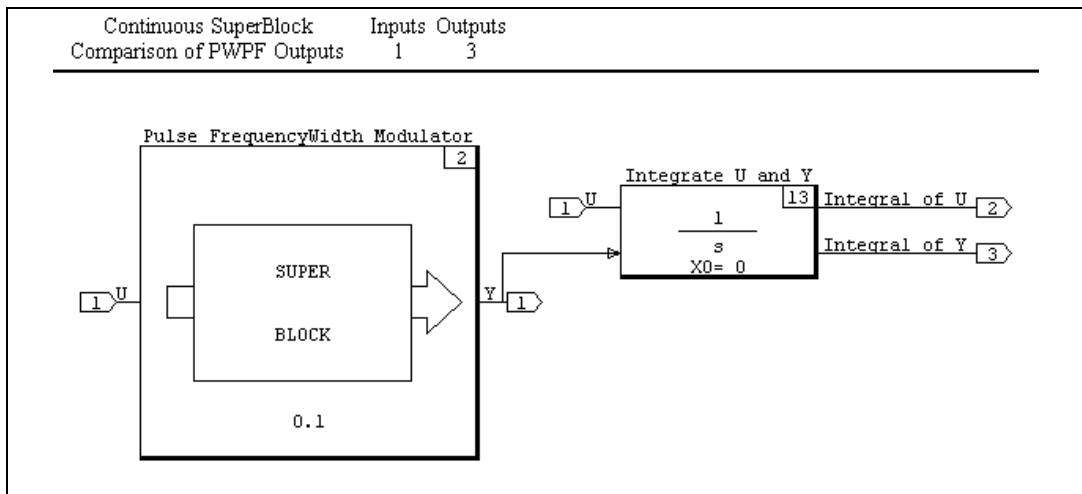 Continuous SuperBlock Inputs Outputs
Comparison of PWPF Outputs 1 3
Pulse FrequencyWidth Modulator
2
SUPER
BLOCK
0.1
1 U
Y 1
Integrate U and Y
13
1 U
1
s
X0= 0
Integral of U 2
Integral of Y 3